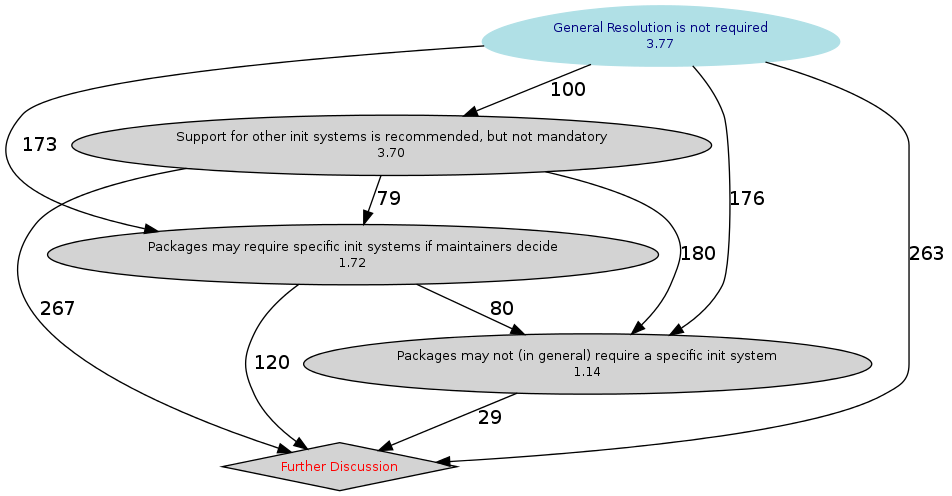 General Resolution is not required
3.77
100
Support for other init systems is recommended, but not mandatory
3.70
173
79
176
Packages may require specific init systems if maintainers decide
1.72
180
263
267
80
Packages may not (in general) require a specific init system
1.14
120
29
Further Discussion